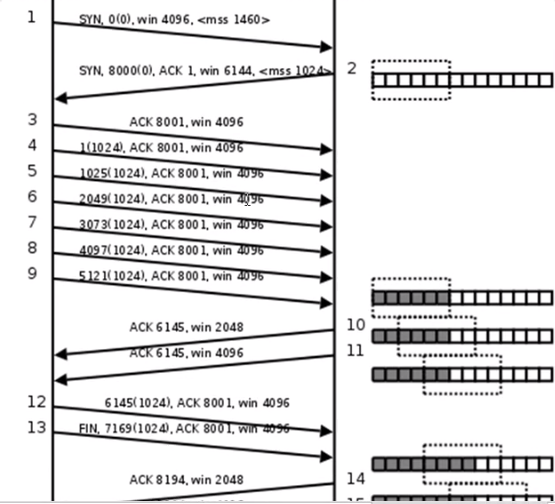 1 SYN, 0(0), win 4096, <mss 1460>
SYN, 8000(0), ACK 1, win 6144, <mss 1024> 2
3 ACK 8001, win 4096
4 1(1024), ACK 8001, win 4096
5 1025(1024), ACK 8001, win 4096
6 2049(1024), ACK 8001, win 4096
7 3073(1024), ACK 8001, win 4096
8 4097(1024), ACK 8001, win 4096
9 5121(1024), ACK 8001, win 4096
ACK 6145, win 2048 10
ACK 6145, win 4096 11
12 6145(1024), ACK 8001, win 4096
13 FIN, 7169(1024), ACK 8001, win 4096
ACK 8194, win 2048 14